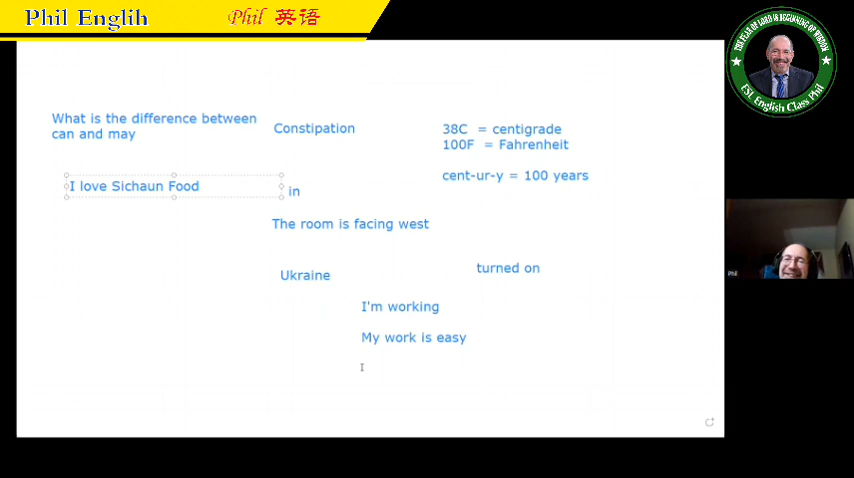 Phil Englih
Phil 英语
THE FEAR OF LORD IS BEGINNING OF WISDOM
ESL English Class Phil
What is the difference between
can and may
Constipation
38C = centigrade
100F = Fahrenheit
cent-ur-y = 100 years
I love Sichaun Food
in
The room is facing west
Ukraine
turned on
I'm working
My work is easy
Phil